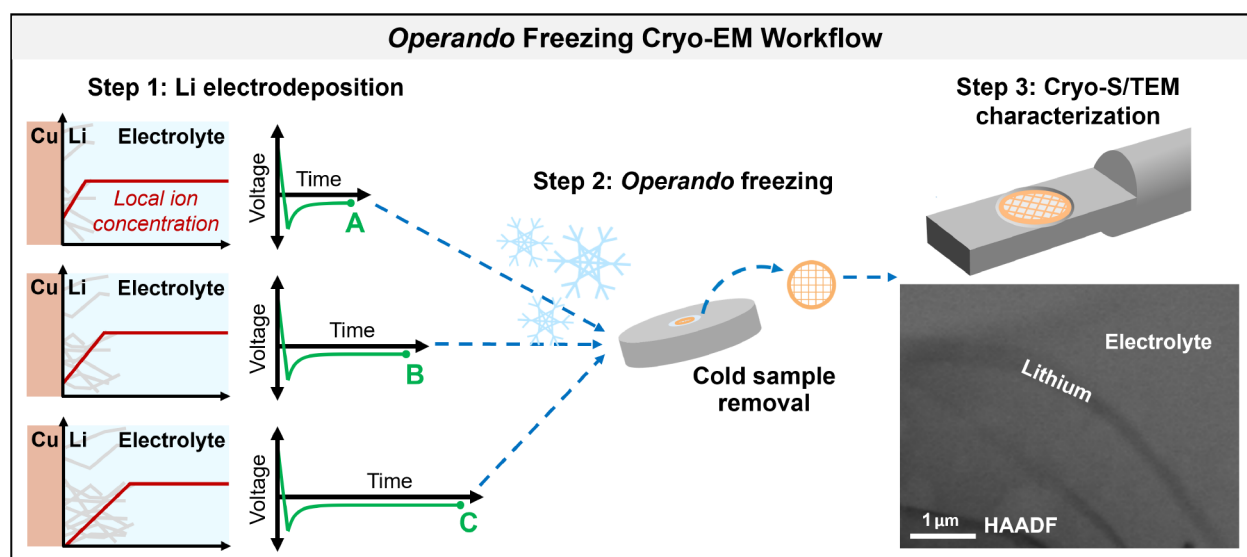 Operando Freezing Cryo-EM Workflow
Step 1: Li electrodeposition
Cu Li Electrolyte
Local ion
concentration
Voltage
Time
A
Cu Li Electrolyte
Voltage
Time
B
Cu Li Electrolyte
Voltage
Time
C
Step 2: Operando freezing
Cold sample
removal
Step 3: Cryo-S/TEM
characterization
Electrolyte
Lithium
1 µm
HAADF